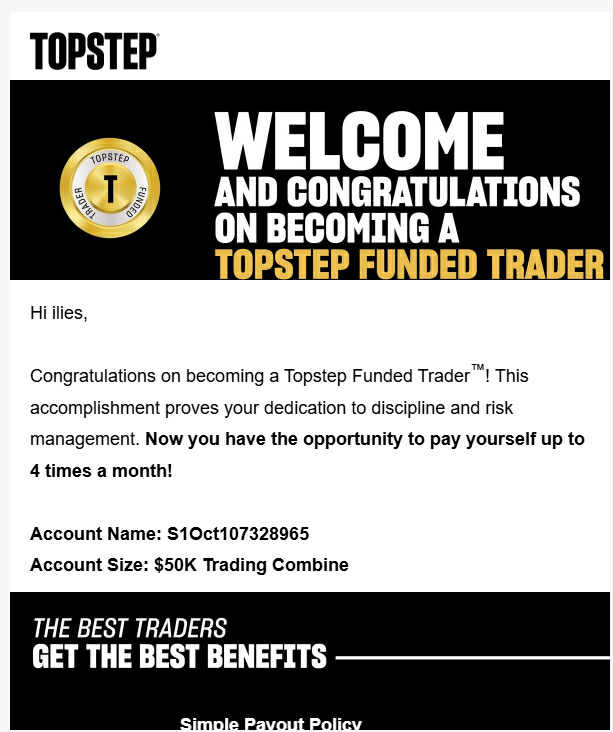 TOPSTEP
TOPSTEP
FUNDED
TRADER
T
WELCOME
AND CONGRATULATIONS
ON BECOMING A
TOPSTEP FUNDED TRADER
Hi ilies,
Congratulations on becoming a Topstep Funded Trader™! This
accomplishment proves your dedication to discipline and risk
management. Now you have the opportunity to pay yourself up to
4 times a month!
Account Name: S1Oct107328965
Account Size: $50K Trading Combine
THE BEST TRADERS
GET THE BEST BENEFITS
Simple Payout Policy